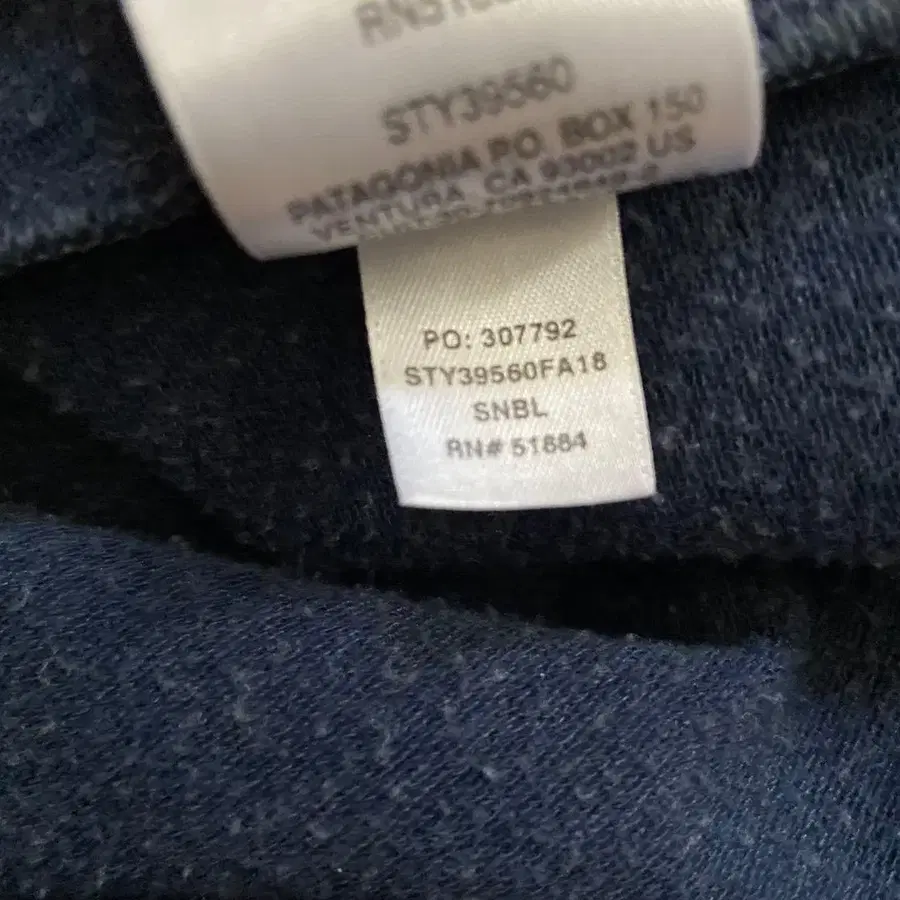 STY39560
PATAGONIA PO BOX 150
VENTURA, CA 93002 US
PO: 307792
STY39560FA18
SNBL
RN# 51884